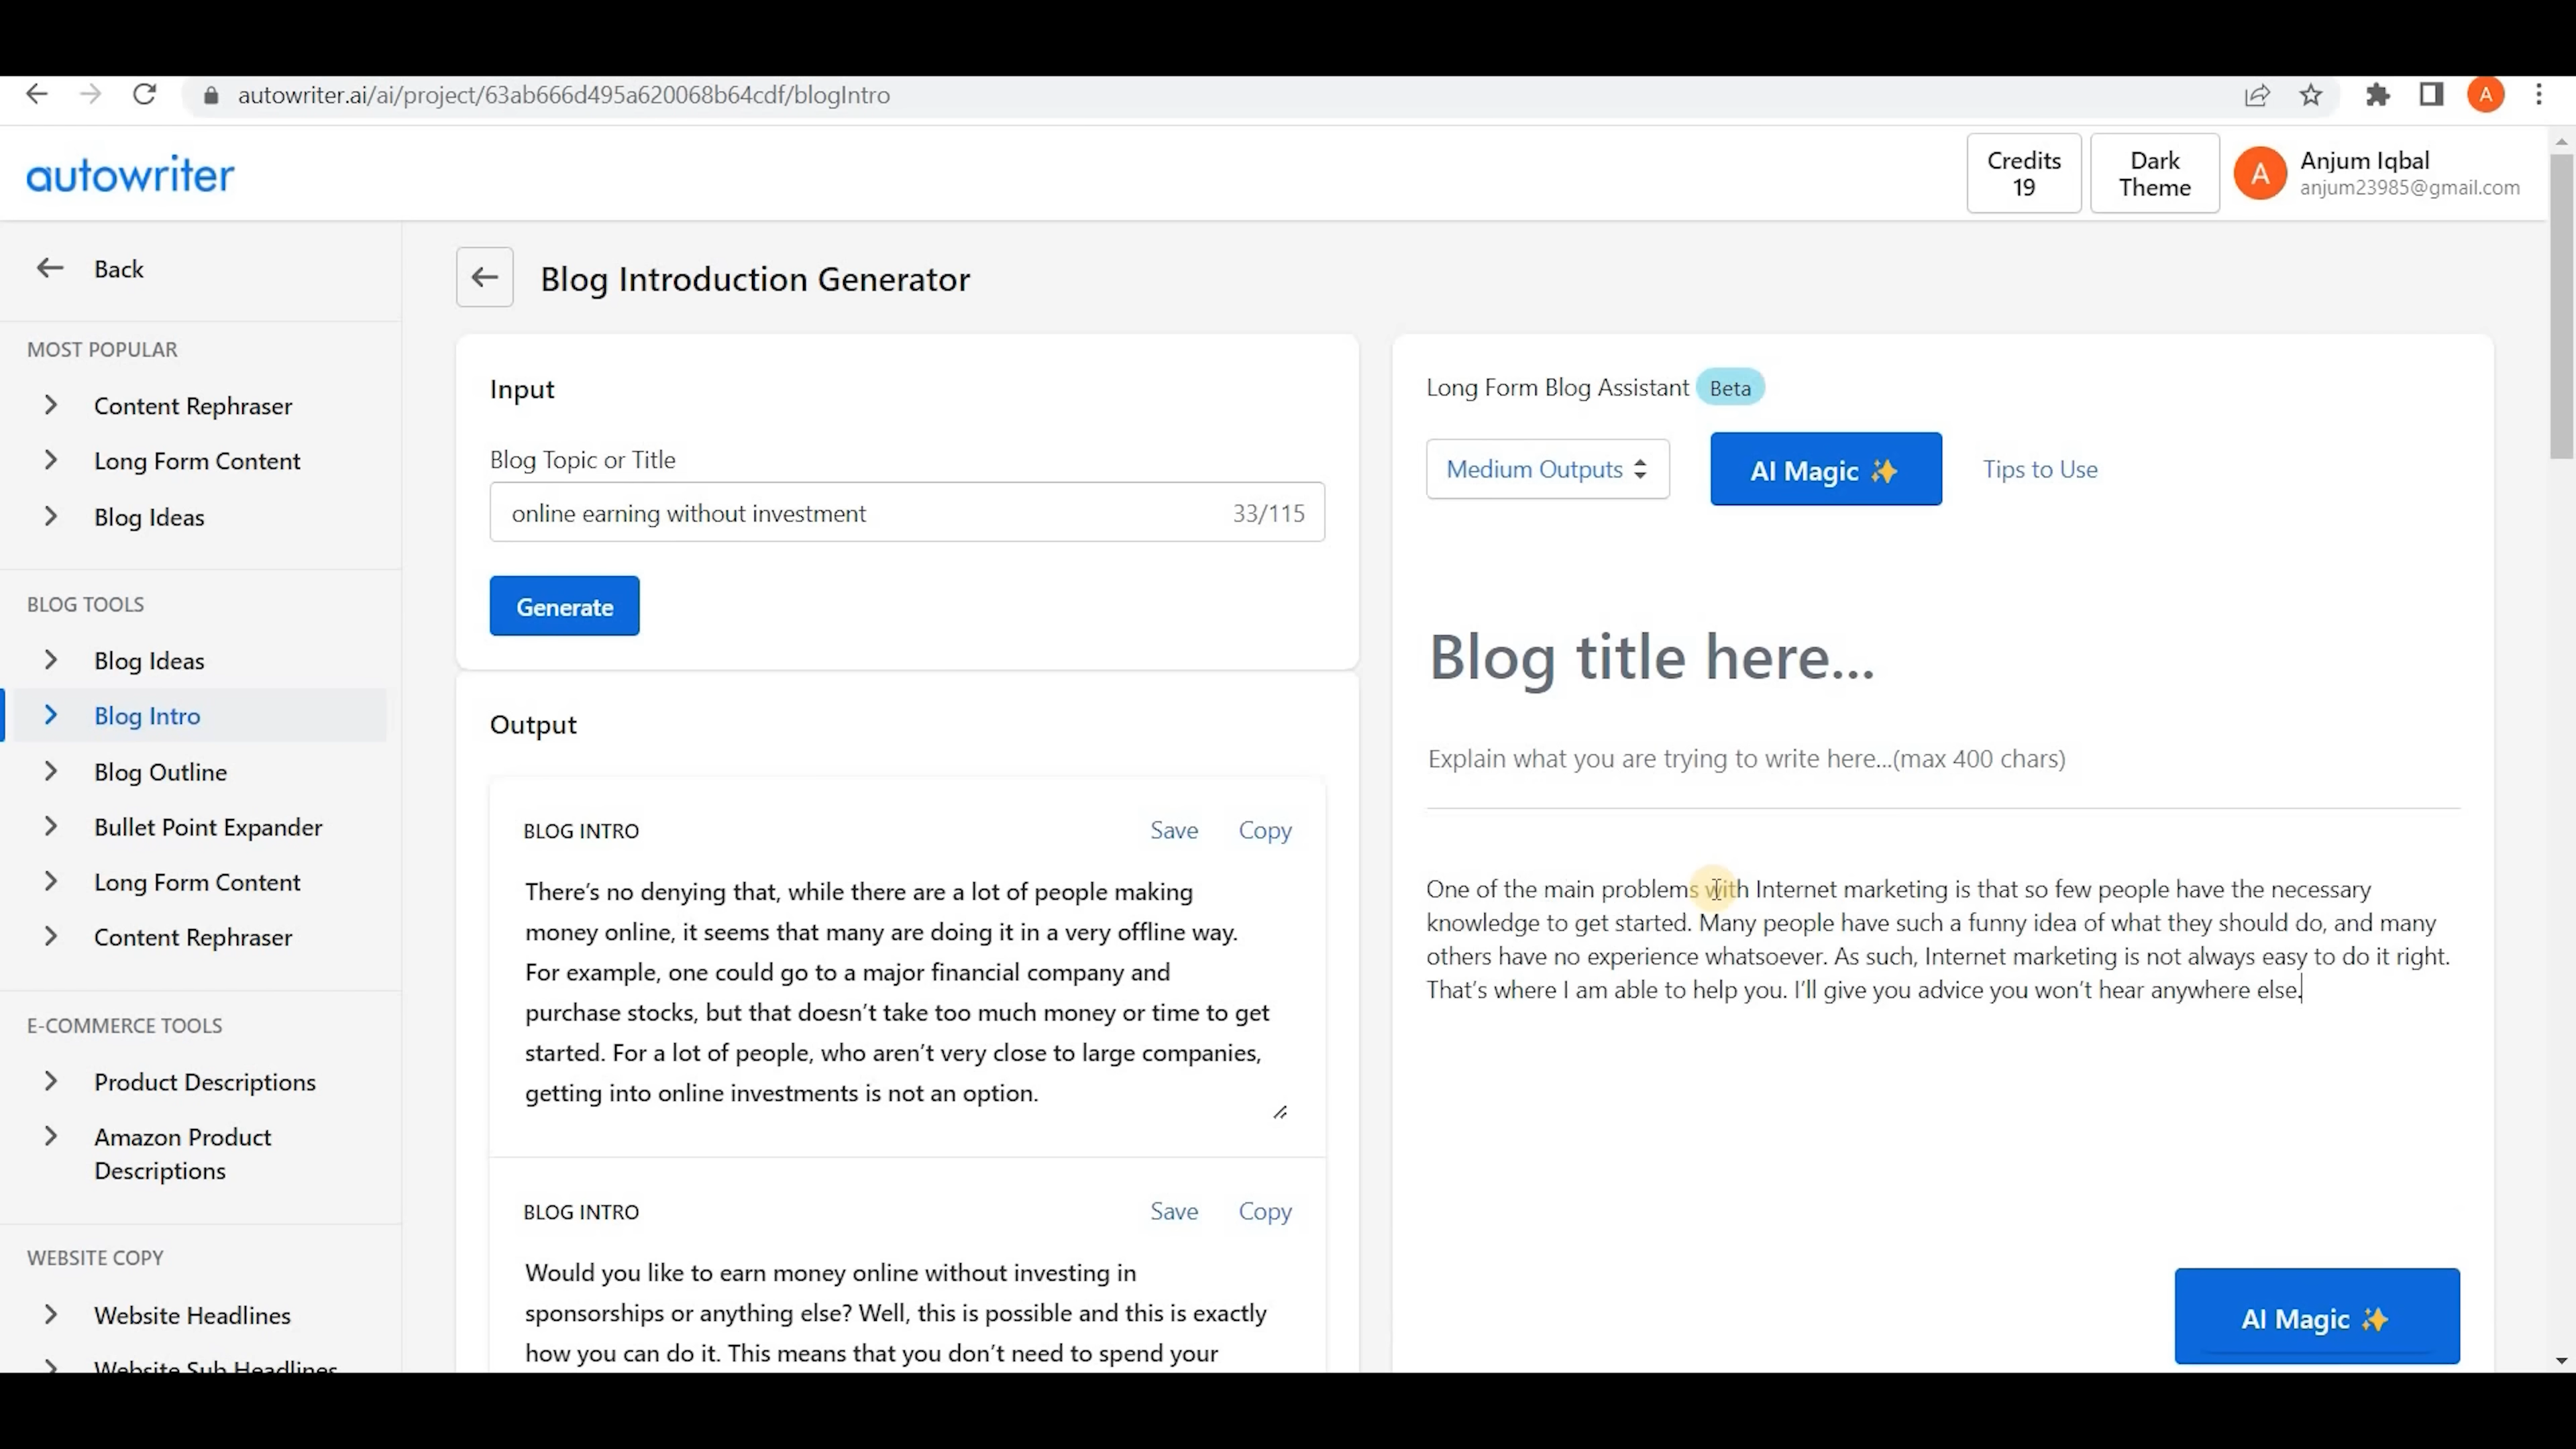 autowriter.ai/ai/project/63ab666d495a620068b64cdf/blogIntro
A
autowriter
Credits
19
Dark
Theme
A
Anjum Iqbal
anjum23985@gmail.com
Back
MOST POPULAR
Content Rephraser
Long Form Content
Blog Ideas
BLOG TOOLS
Blog Ideas
Blog Intro
Blog Outline
Bullet Point Expander
Long Form Content
Content Rephraser
E-COMMERCE TOOLS
Product Descriptions
Amazon Product
Descriptions
WEBSITE COPY
Website Headlines
Website Sub Headlines
Blog Introduction Generator
Input
Blog Topic or Title
online earning without investment 33/115
Generate
Output
BLOG INTRO Save Copy
There’s no denying that, while there are a lot of people making
money online, it seems that many are doing it in a very offline way.
For example, one could go to a major financial company and
purchase stocks, but that doesn’t take too much money or time to get
started. For a lot of people, who aren’t very close to large companies,
getting into online investments is not an option.
BLOG INTRO Save Copy
Would you like to earn money online without investing in
sponsorships or anything else? Well, this is possible and this is exactly
how you can do it. This means that you don’t need to spend your
Long Form Blog Assistant Beta
Medium Outputs AI Magic ✨ Tips to Use
Blog title here...
Explain what you are trying to write here...(max 400 chars)
One of the main problems with Internet marketing is that so few people have the necessary
knowledge to get started. Many people have such a funny idea of what they should do, and many
others have no experience whatsoever. As such, Internet marketing is not always easy to do it right.
That’s where I am able to help you. I’ll give you advice you won’t hear anywhere else.
AI Magic ✨